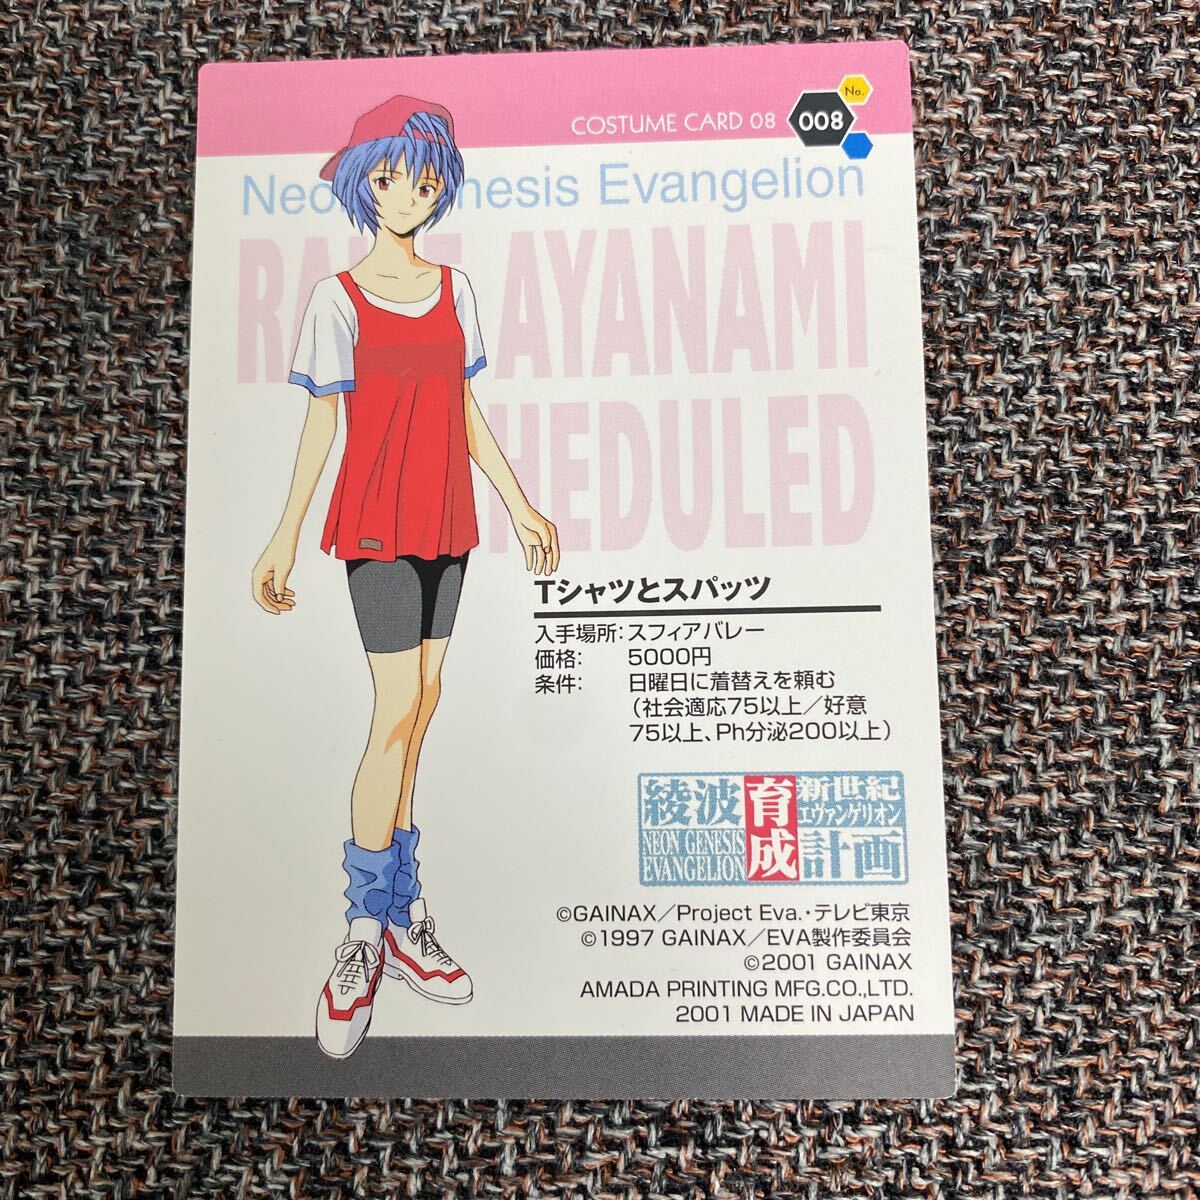 No.
COSTUME CARD 08 008
Neon Genesis Evangelion
AYANAMI
HEDULED
Tシャツとスパッツ
入手場所：スフィアバレー
価格： 5000円
条件： 日曜日に着替えを頼む
（社会適応75以上／好意
75以上、Ph分泌200以上）
新世紀
エヴァンゲリオン
綾波育成計画
NEON GENESIS
EVANGELION
©GAINAX／Project Eva.・テレビ東京
©1997 GAINAX／EVA製作委員会
©2001 GAINAX
AMADA PRINTING MFG.CO.,LTD.
2001 MADE IN JAPAN